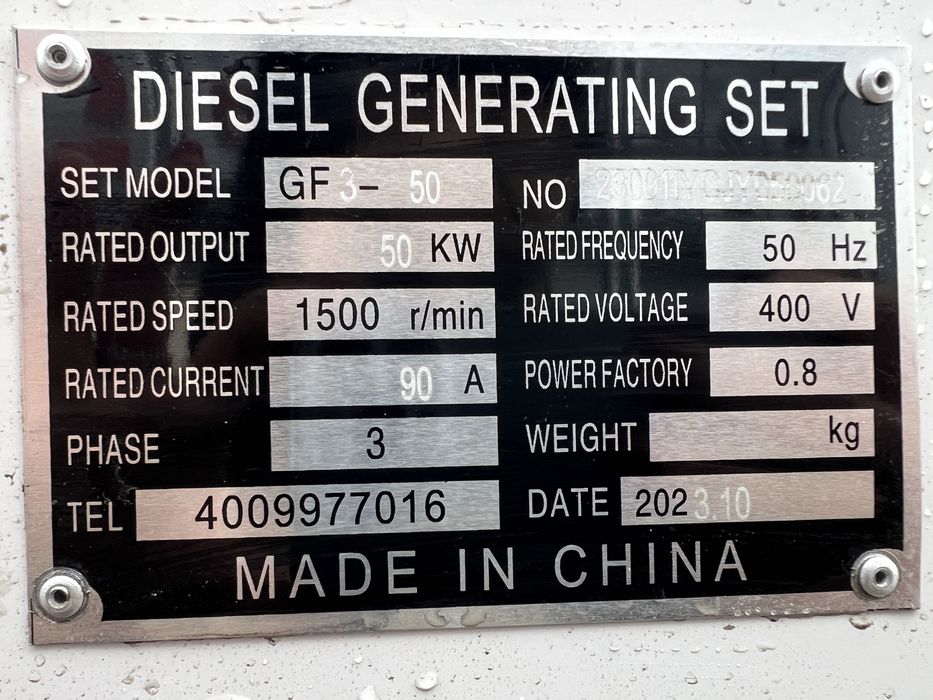 DIESEL GENERATING SET
SET MODEL GF3- 50 NO
RATED OUTPUT 50 KW RATED FREQUENCY 50 Hz
RATED SPEED 1500 r/min RATED VOLTAGE 400 V
RATED CURRENT 90 A POWER FACTORY 0.8
PHASE 3 WEIGHT kg
TEL 4009977016 DATE 2023.10
MADE IN CHINA